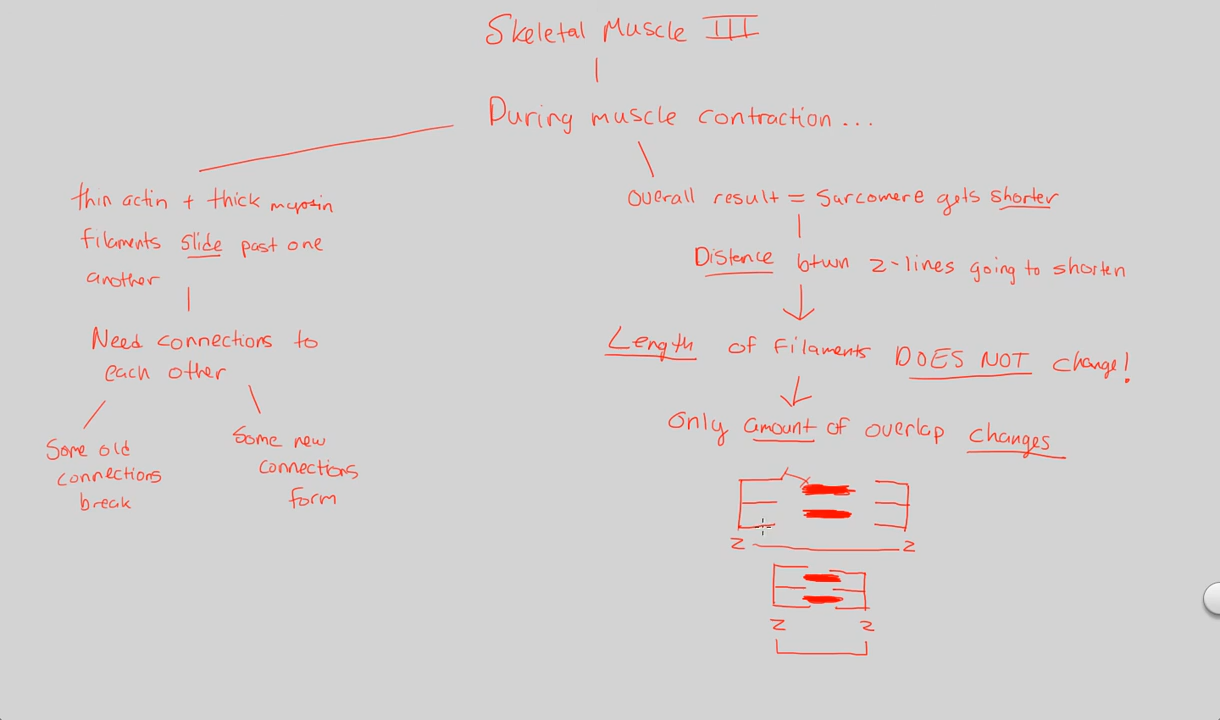 Skeletal Muscle III
During muscle contraction...
thin actin + thick myosin
filaments slide past one
another
Need connections to
each other
Some old
connections
break
Some new
connections
form
Overall result = Sarcomere gets shorter
Distence btwn z-lines going to shorten
Length of filaments DOES NOT change!
Only amount of overlap changes
z z
z z